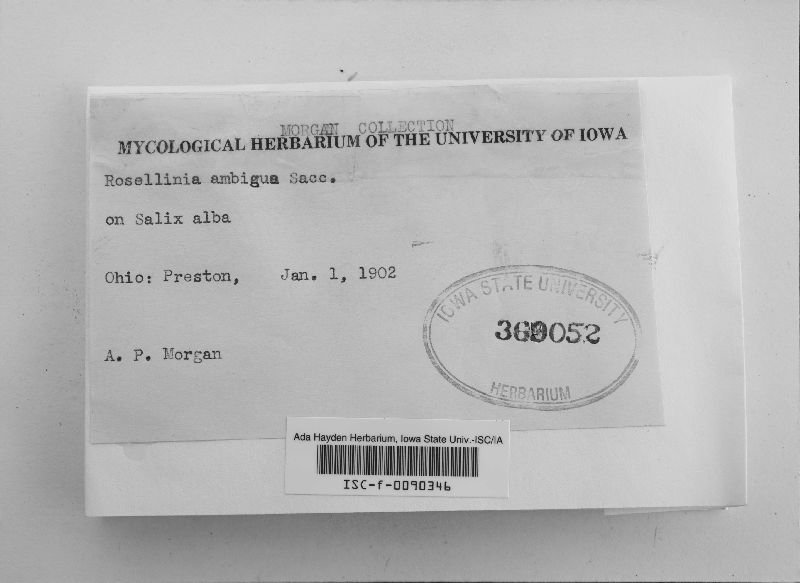 MORGAN COLLECTION
MYCOLOGICAL HERBARIUM OF THE UNIVERSITY OF IOWA
Rosellinia ambigua Sacc.
on Salix alba
Ohio: Preston, Jan. 1, 1902
A. P. Morgan
IOWA STATE UNIVERSITY
HERBARIUM
Ada Hayden Herbarium, Iowa State Univ.-ISC/IA
ISC-f-0090346